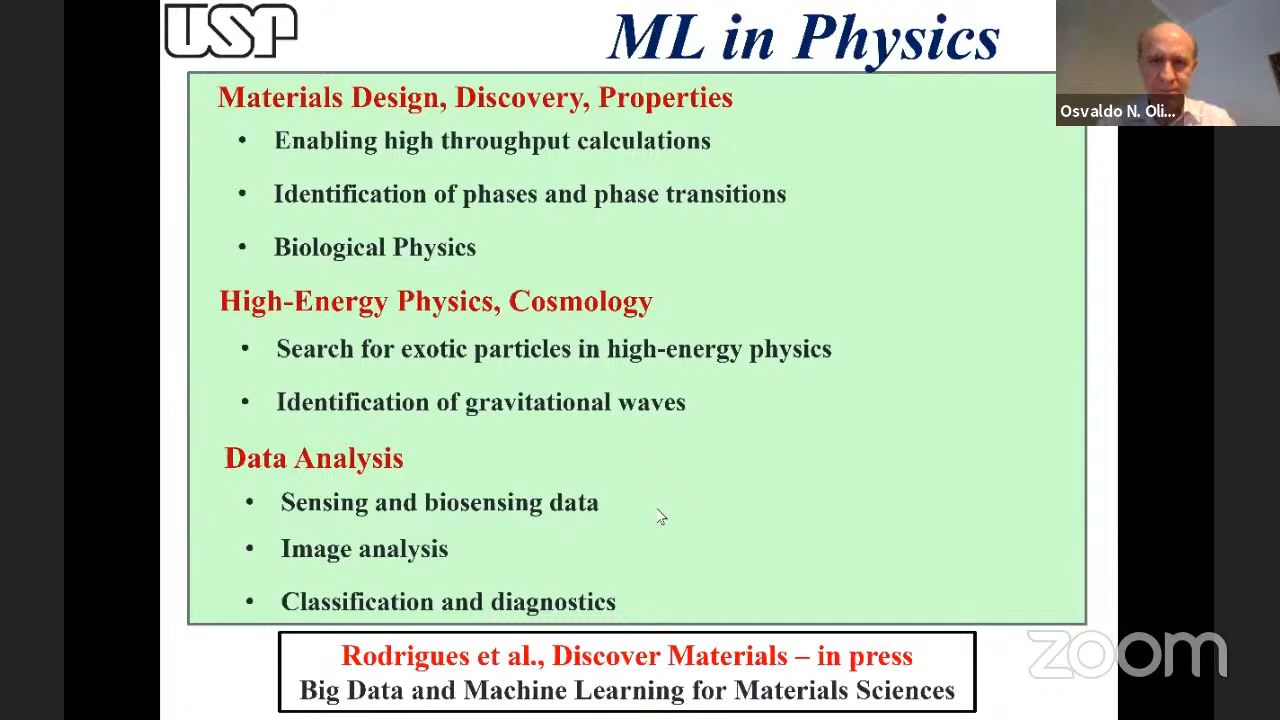 USP
ML in Physics
Osvaldo N. Oli...
Materials Design, Discovery, Properties
• Enabling high throughput calculations
• Identification of phases and phase transitions
• Biological Physics
High-Energy Physics, Cosmology
• Search for exotic particles in high-energy physics
• Identification of gravitational waves
Data Analysis
• Sensing and biosensing data
• Image analysis
• Classification and diagnostics
Rodrigues et al., Discover Materials – in press
Big Data and Machine Learning for Materials Sciences
zoom